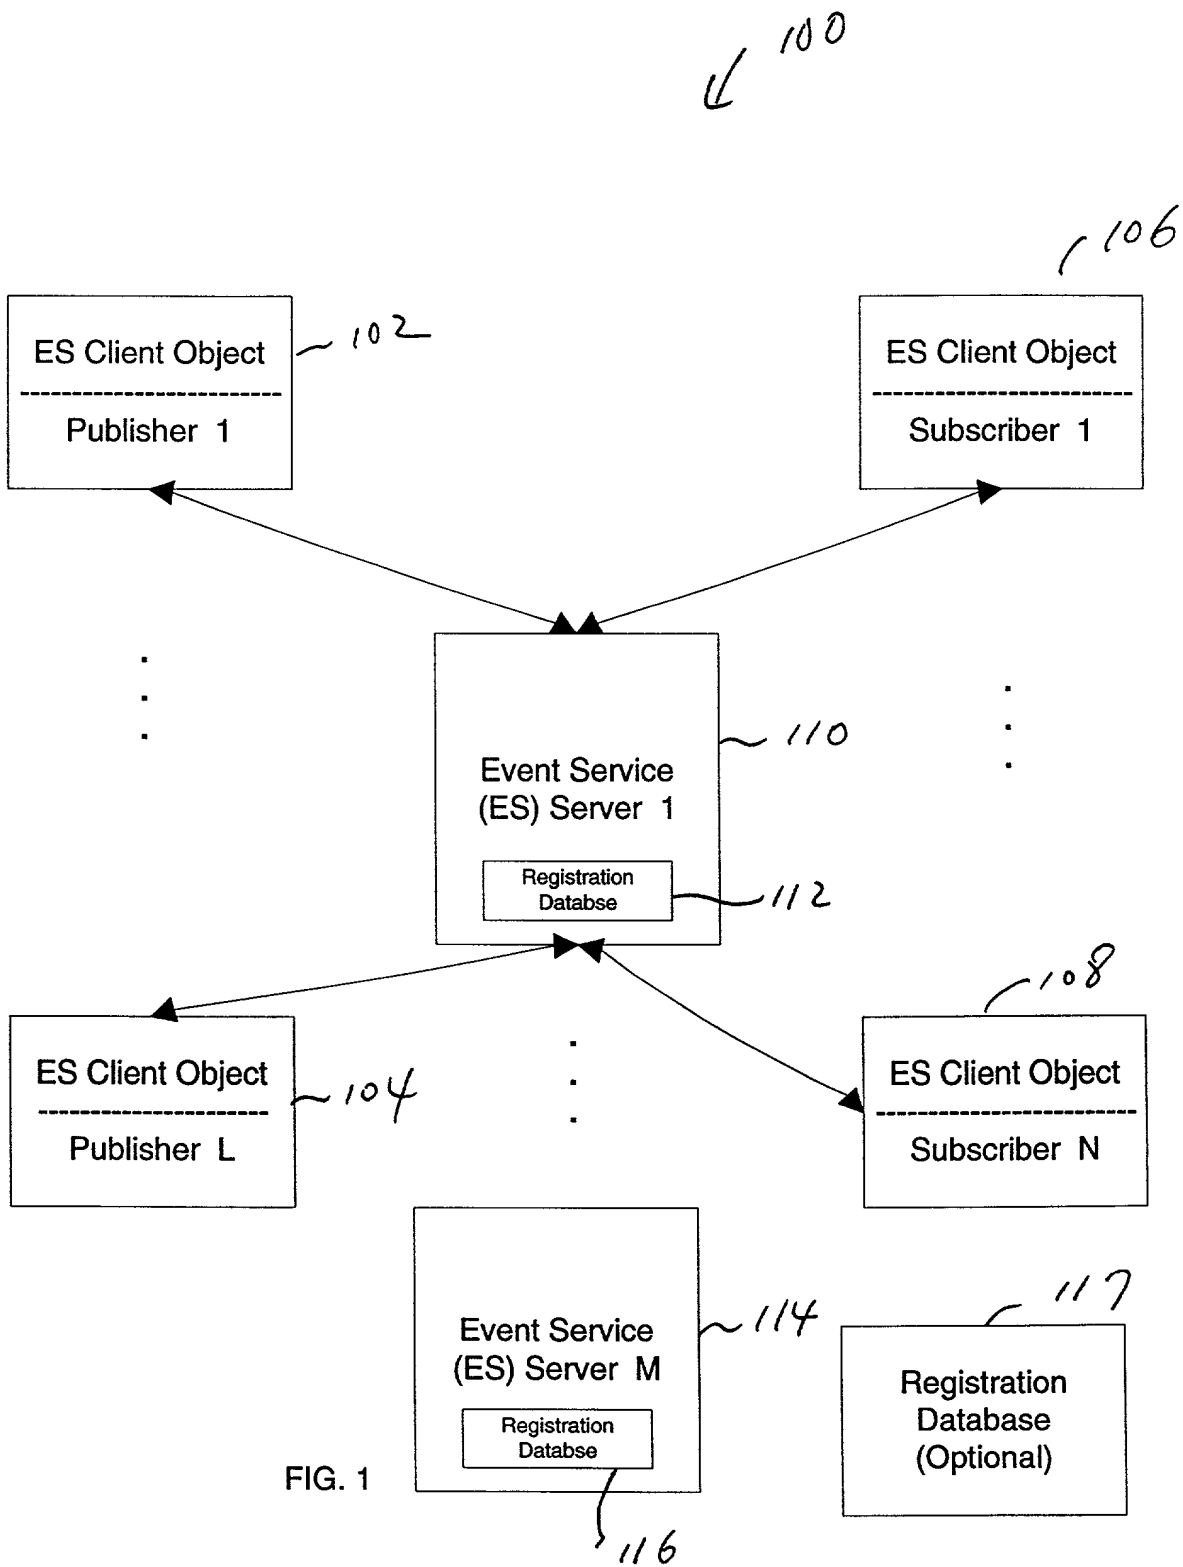 100
106
ES Client Object
102
Publisher 1
ES Client Object
Subscriber 1
110
Event Service
(ES) Server 1
Registration
Databse
112
108
ES Client Object
104
Publisher L
ES Client Object
Subscriber N
114
Event Service
(ES) Server M
Registration
Databse
116
117
Registration
Database
(Optional)
FIG. 1